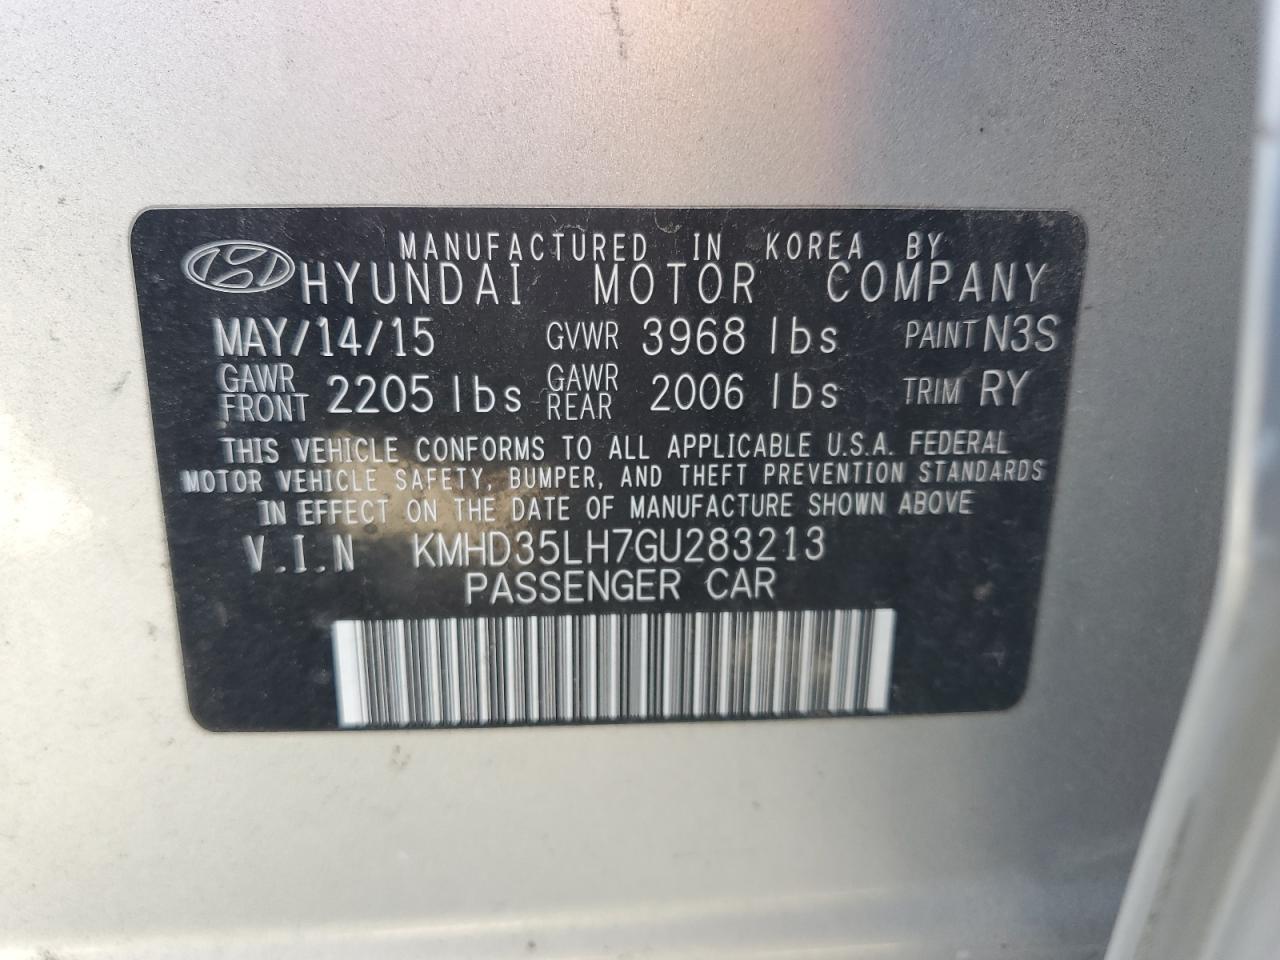 MANUFACTURED IN KOREA BY
HYUNDAI MOTOR COMPANY
MAY/14/15 GVWR 3968 lbs PAINT N3S
GAWR FRONT 2205 lbs GAWR REAR 2006 lbs TRIM RY
THIS VEHICLE CONFORMS TO ALL APPLICABLE U.S.A. FEDERAL
MOTOR VEHICLE SAFETY, BUMPER, AND THEFT PREVENTION STANDARDS
IN EFFECT ON THE DATE OF MANUFACTURE SHOWN ABOVE
V.I.N KMHD35LH7GU283213
PASSENGER CAR